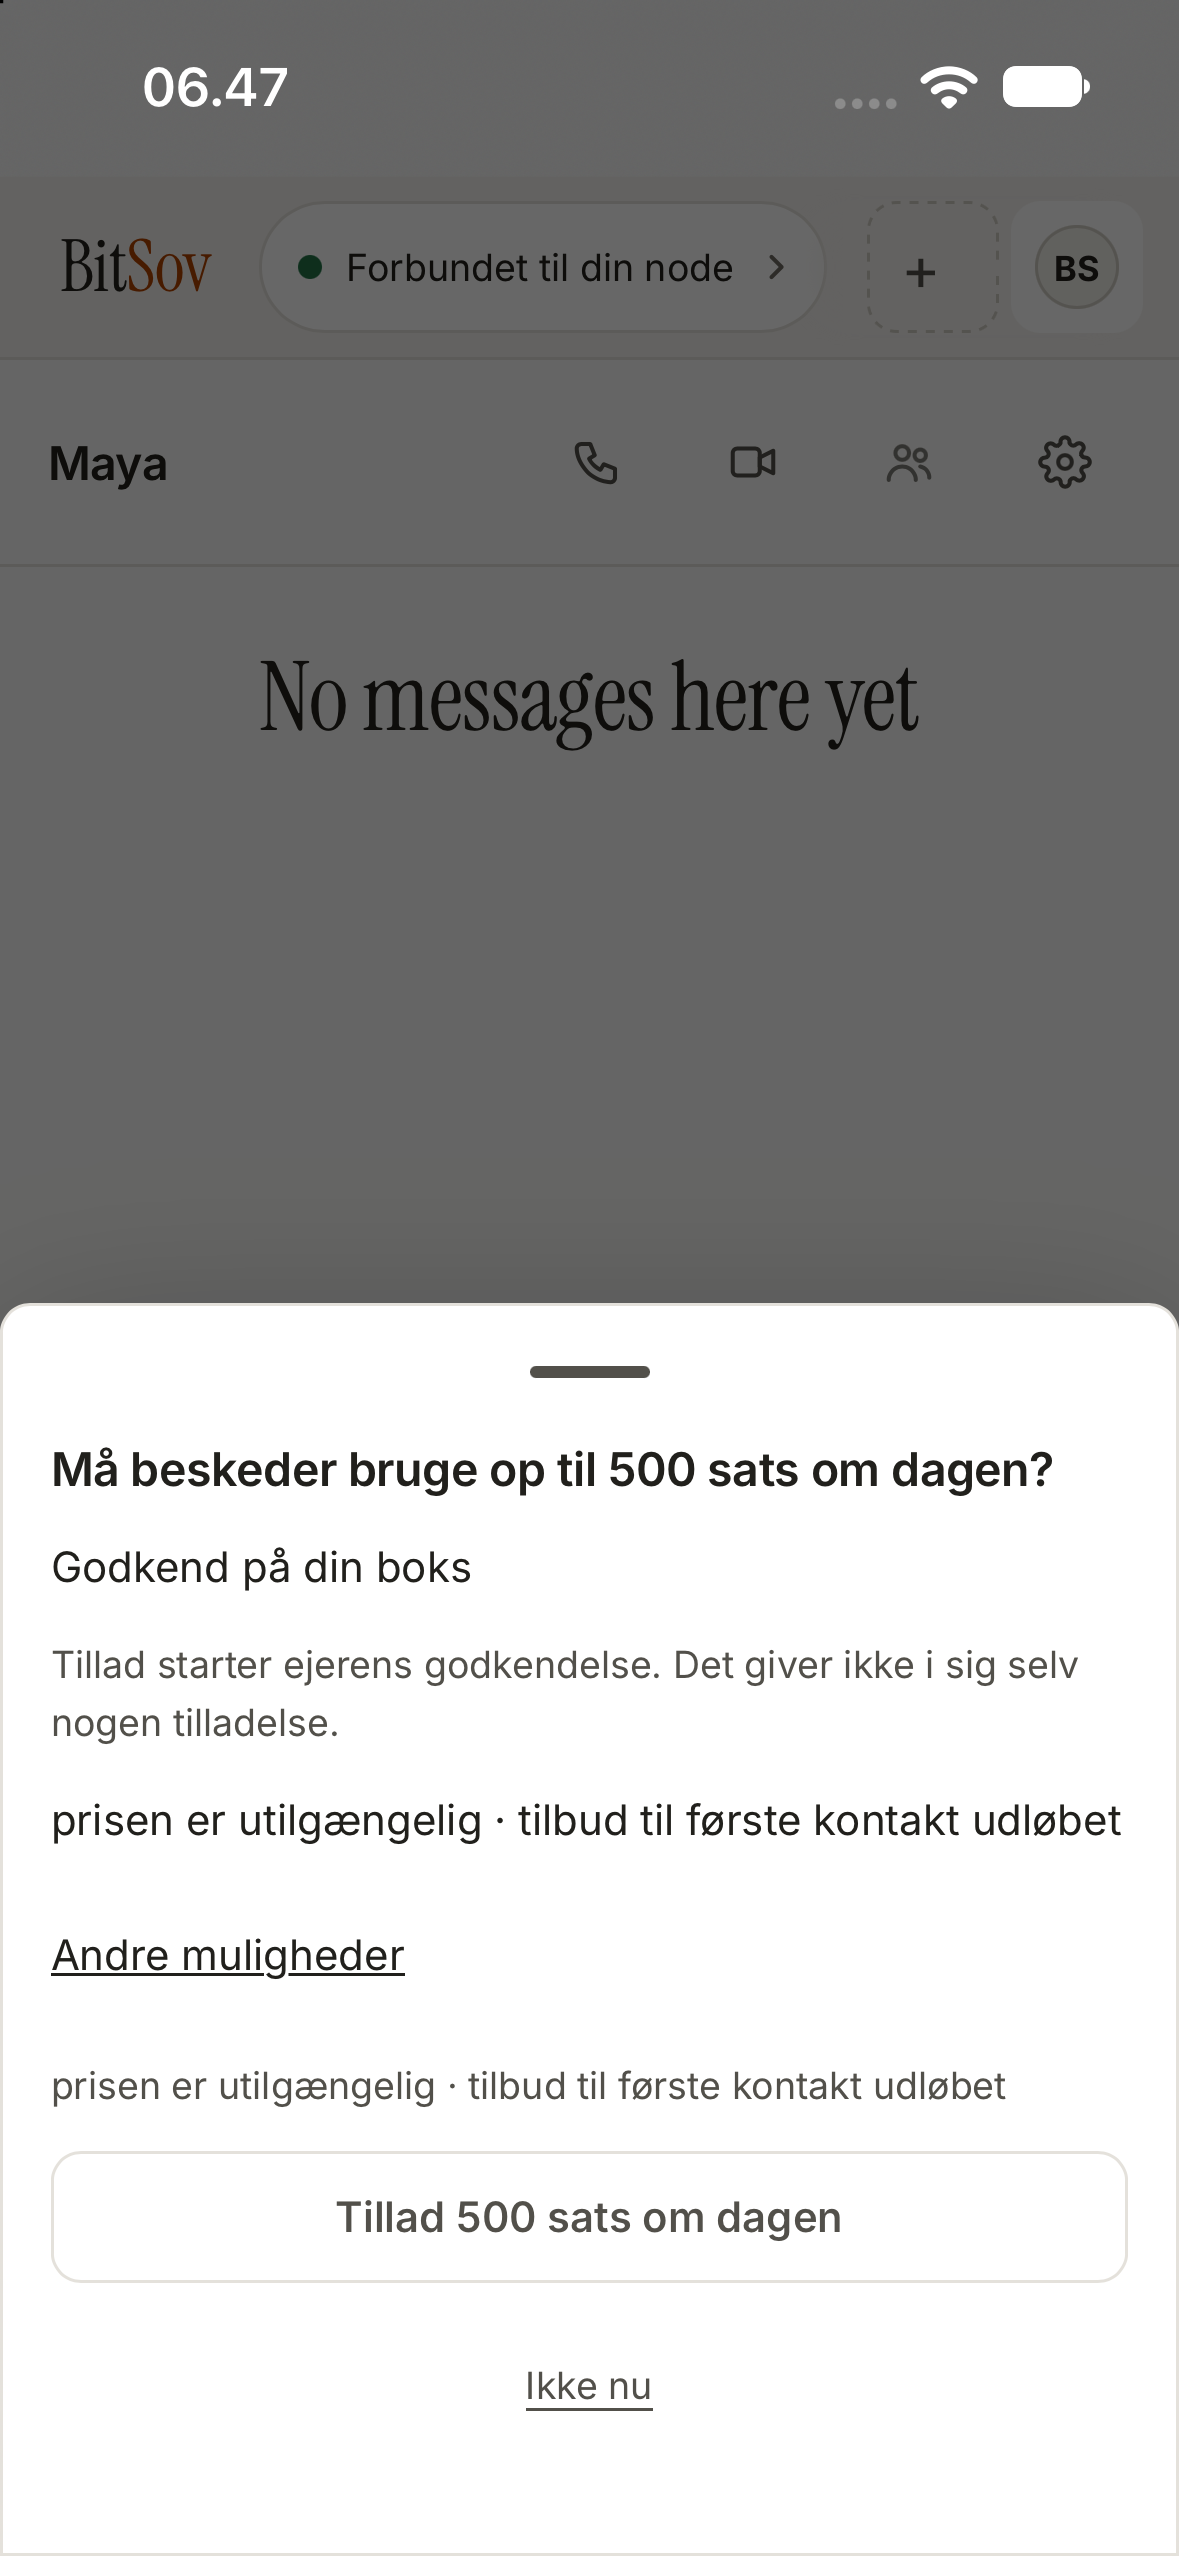 06.47
BitSov
Forbundet til din node
+
BS
Maya
No messages here yet
Må beskeder bruge op til 500 sats om dagen?
Godkend på din boks
Tillad starter ejerens godkendelse. Det giver ikke i sig selv
nogen tilladelse.
prisen er utilgængelig · tilbud til første kontakt udløbet
Andre muligheder
prisen er utilgængelig · tilbud til første kontakt udløbet
Tillad 500 sats om dagen
Ikke nu